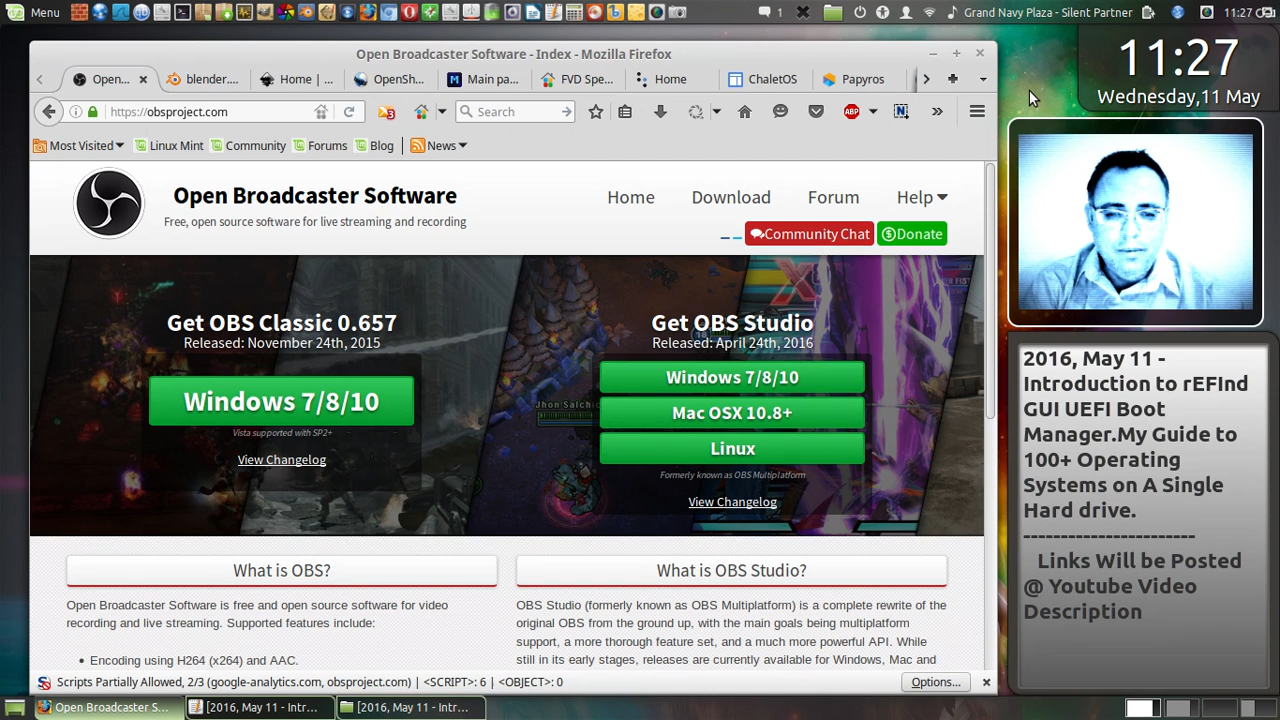 Menu
1
Grand Navy Plaza - Silent Partner
11:27
Open Broadcaster Software - Index - Mozilla Firefox
Open...
blender....
Home | ...
OpenSh...
Main pa...
FVD Spe...
Home
ChaletOS
Papyros
https://obsproject.com
3
Search
ABP
Most Visited
Linux Mint
Community
Forums
Blog
News
Open Broadcaster Software
Free, open source software for live streaming and recording
Home
Download
Forum
Help
Community Chat
Donate
Get OBS Classic 0.657
Released: November 24th, 2015
Windows 7/8/10
Vista supported with SP2+
View Changelog
Get OBS Studio
Released: April 24th, 2016
Windows 7/8/10
Mac OSX 10.8+
Linux
Formerly known as OBS Multiplatform
View Changelog
What is OBS?
Open Broadcaster Software is free and open source software for video
recording and live streaming. Supported features include:
Encoding using H264 (x264) and AAC.
What is OBS Studio?
OBS Studio (formerly known as OBS Multiplatform) is a complete rewrite of the
original OBS from the ground up, with the main goals being multiplatform
support, a more thorough feature set, and a much more powerful API. While
still in its early stages, releases are currently available for Windows, Mac and
Scripts Partially Allowed, 2/3 (google-analytics.com, obsproject.com) | <SCRIPT>: 6 | <OBJECT>: 0
Options...
11:27
Wednesday,11 May
2016, May 11 -
Introduction to rEFInd
GUI UEFI Boot
Manager.My Guide to
100+ Operating
Systems on A Single
Hard drive.
-----------------------
Links Will be Posted
@ Youtube Video
Description
Open Broadcaster S...
[2016, May 11 - Intr...
[2016, May 11 - Intr...